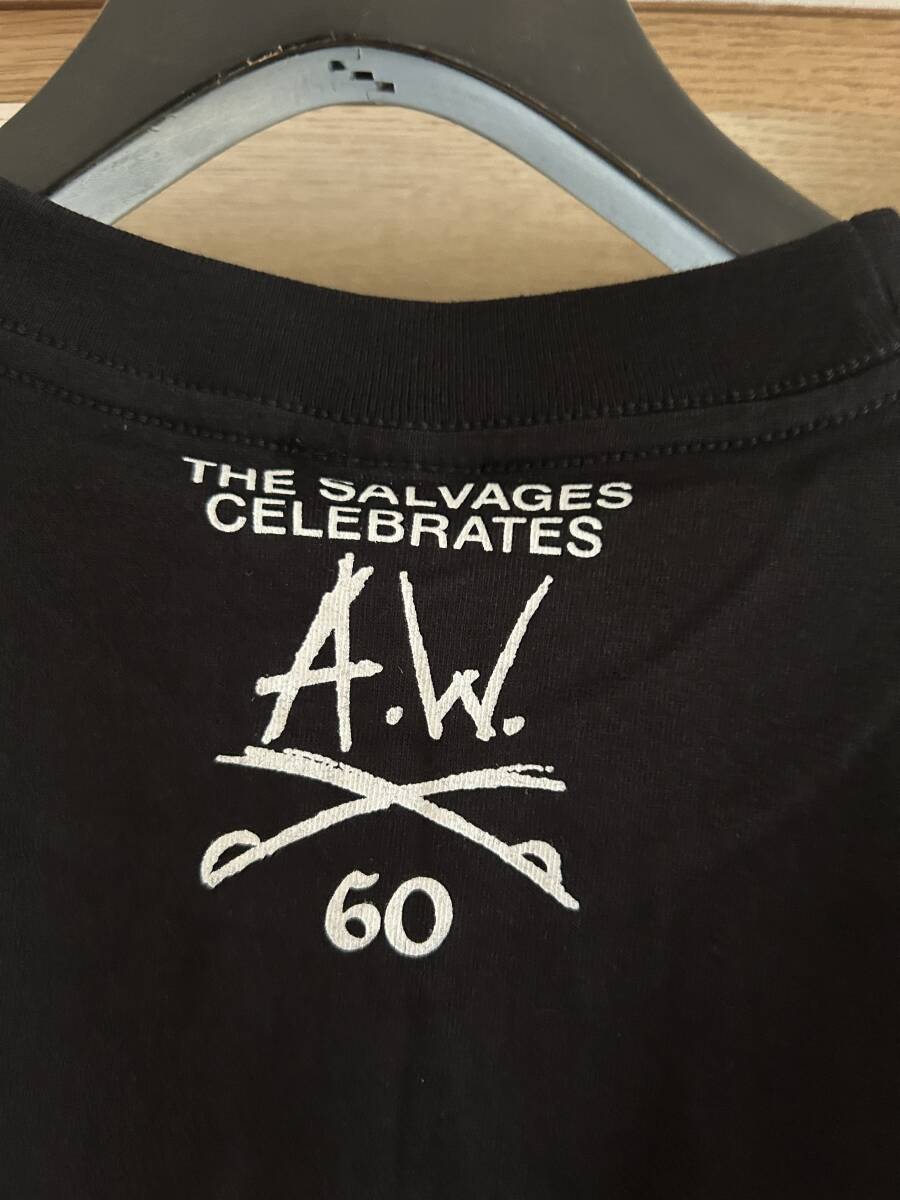 THE SALVAGES
CELEBRATES
A.W.
60